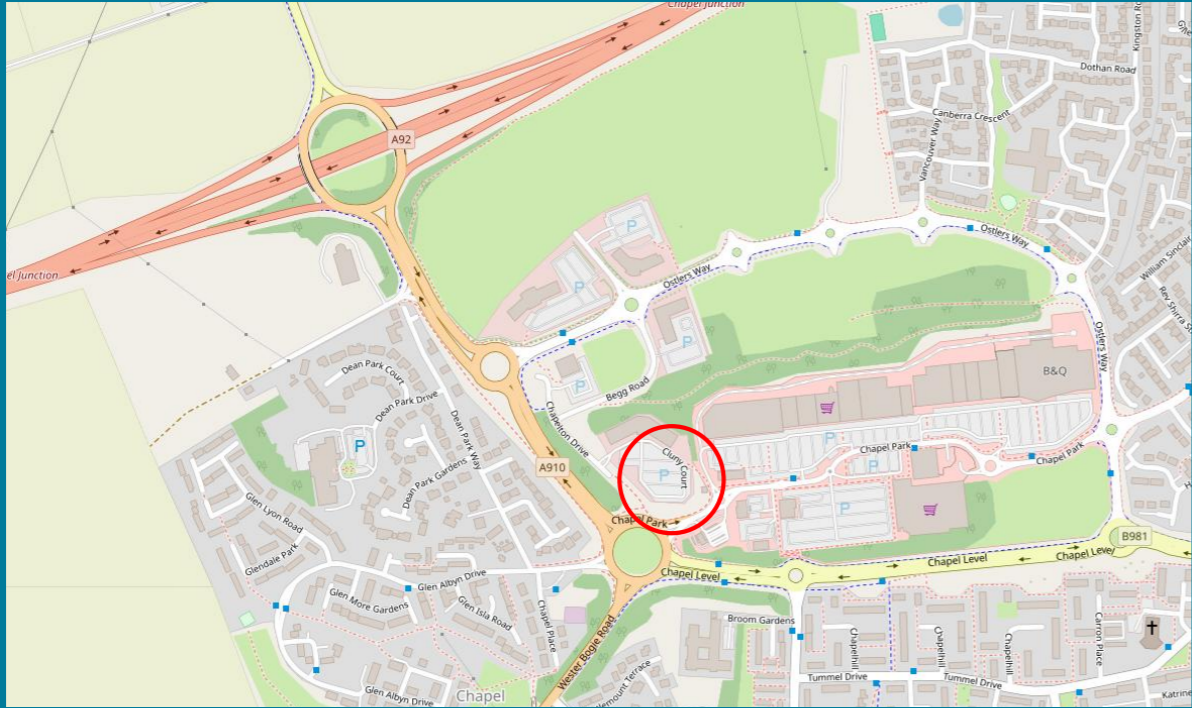 Chapel Junction
Kingston Ro
Dothan Road
Canberra Crescent
Vancouver Way
A92
el Junction
Ostlers Way
Ostlers Way
William Sinclair
Rev Shirra St
Ostlers Way
P
P
P
P
Dean Park Court
Dean Park Drive
Dean Park Way
Begg Road
B&Q
Chapelton Drive
P
Dean Park Gardens
A910
Cluny Court
P
P
Chapel Park
P
Chapel Park
Glen Lyon Road
P
Chapel Park
B981
Glendale Park
Chapel Level
Chapel Level
Chapel Level
Glen Albyn Drive
Glen More Gardens
Glen Isla Road
Chapel Place
Broom Gardens
Wester Bogie Road
Chapelhill
Chapelhill
Chapelhill
Carron Place
Tummel Drive
Tummel Drive
Glen Albyn Drive
Chapel
lemount Terrace
Katrine